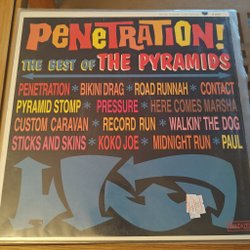 PENETRATION!
THE BEST OF THE PYRAMIDS
PENETRATION * BIKINI DRAG * ROAD RUNNAH * CONTACT
PYRAMID STOMP * PRESSURE * HERE COMES MARSHA
CUSTOM CARAVAN * RECORD RUN * WALKIN' THE DOG
STICKS AND SKINS * KOKO JOE * MIDNIGHT RUN * PAUL